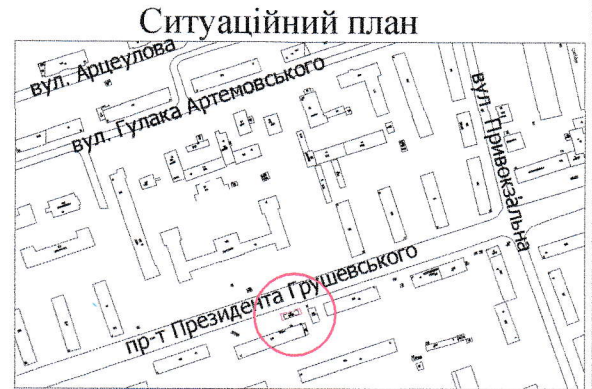 Ситуаційний план
вул. Арцеулова
вул. Гулака Артемовського
вул. Привокзальна
пр-т Президента Грушевського